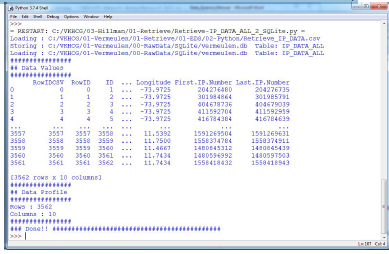 Python 3.7.4 Shell
File Edit Shell Debug Options Window Help
>>>
= RESTART: C:/VKHCG/03-Hillman/01-Retrieve/Retrieve-IP_DATA_ALL_2_SQLite.py =
Loading : C:/VKHCG/01-Vermeulen/01-Retrieve/01-EDS/02-Python/Retrieve_IP_DATA.csv
Storing : C:/VKHCG/01-Vermeulen/00-RawData/SQLite/vermeulen.db Table: IP_DATA_ALL
Loading : C:/VKHCG/01-Vermeulen/00-RawData/SQLite/vermeulen.db Table: IP_DATA_ALL
################
## Data Values
################
RowIDCSV RowID ID ... Longitude First.IP.Number Last.IP.Number
0 0 0 1 ... -73.9725 204276480 204276735
1 1 1 2 ... -73.9725 301984864 301985791
2 2 2 3 ... -73.9725 404678736 404679039
3 3 3 4 ... -73.9725 411592704 411592959
4 4 4 5 ... -73.9725 416784384 416784639
... ... ... ... ... ... ... ...
3557 3557 3557 3558 ... 11.5392 1591269504 1591269631
3558 3558 3558 3559 ... 11.7500 1558374784 1558374911
3559 3559 3559 3560 ... 11.4667 1480845312 1480845439
3560 3560 3560 3561 ... 11.7434 1480596992 1480597503
3561 3561 3561 3562 ... 11.7434 1558418432 1558418943
[3562 rows x 10 columns]
################
## Data Profile
################
Rows : 3562
Columns : 10
################
### Done!! ############################################
>>>
Ln: 187 Col: 4